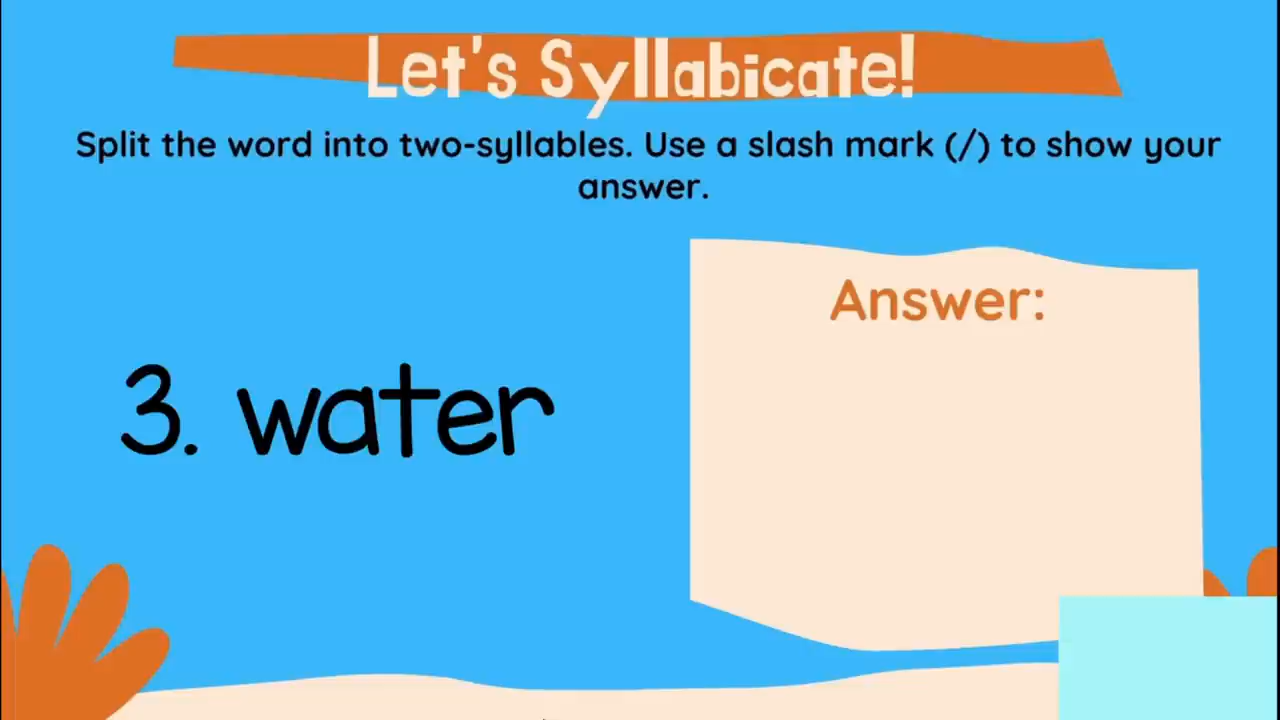 Let's Syllabicate!
Split the word into two-syllables. Use a slash mark (/) to show your
answer.
Answer:
3. water